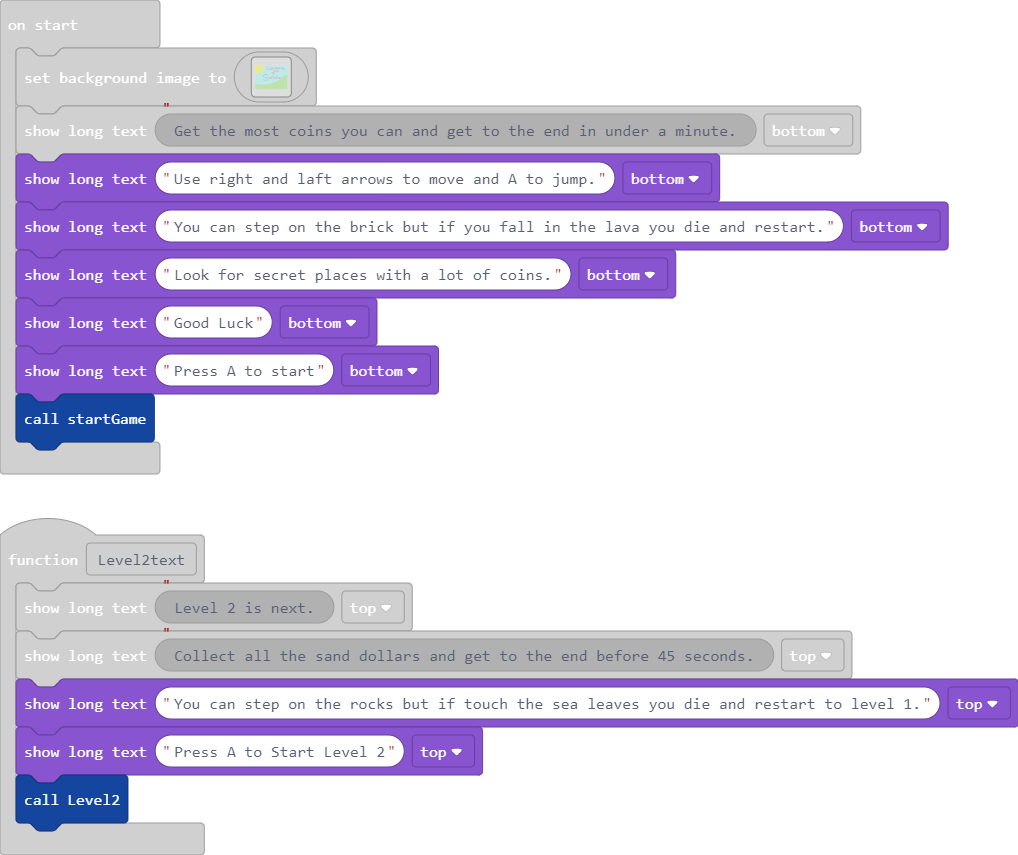 on start
set background image to
show long text " Get the most coins you can and get to the end in under a minute. bottom
show long text "Use right and laft arrows to move and A to jump." bottom
show long text "You can step on the brick but if you fall in the lava you die and restart." bottom
show long text "Look for secret places with a lot of coins." bottom
show long text "Good Luck" bottom
show long text "Press A to start" bottom
call startGame
function Level2text
show long text " Level 2 is next. top
show long text " Collect all the sand dollars and get to the end before 45 seconds. top
show long text "You can step on the rocks but if touch the sea leaves you die and restart to level 1." top
show long text "Press A to Start Level 2" top
call Level2